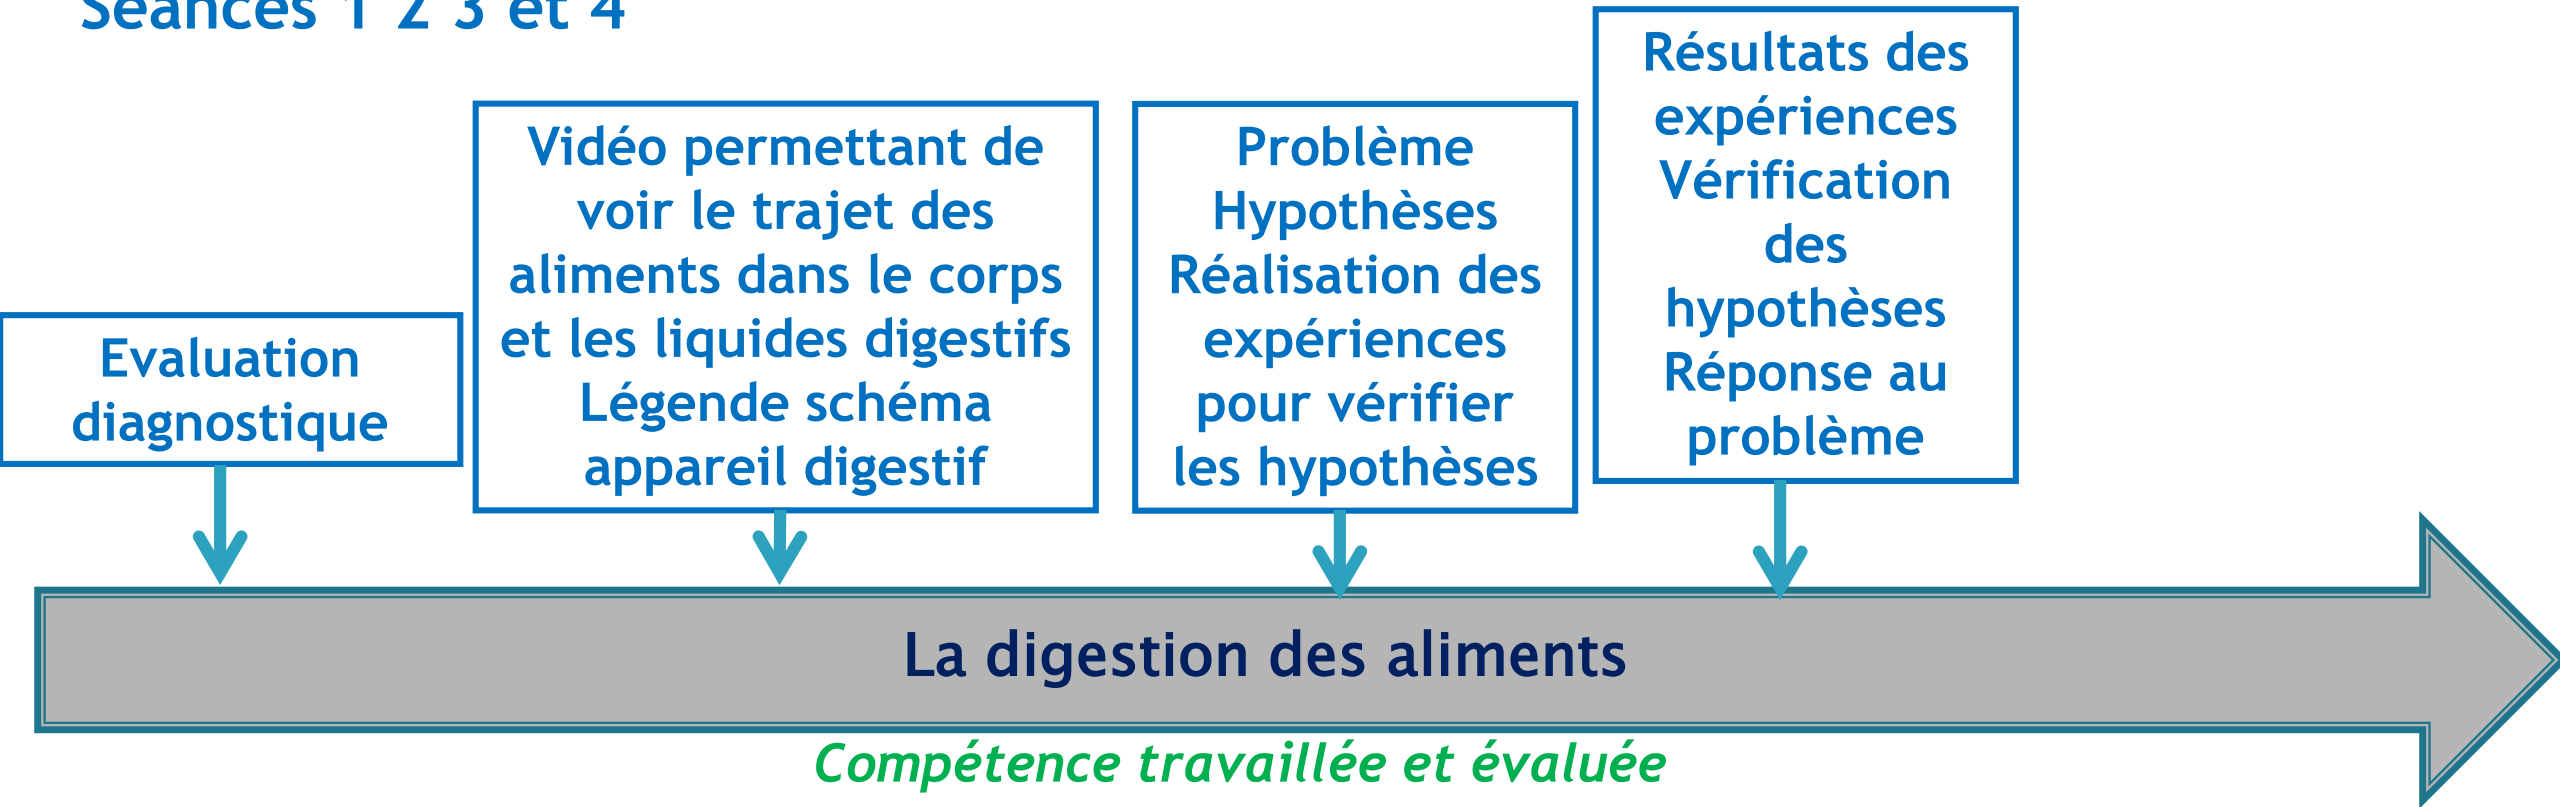 Séances 1 2 3 et 4
Evaluation
diagnostique
Vidéo permettant de
voir le trajet des
aliments dans le corps
et les liquides digestifs
Légende schéma
appareil digestif
Problème
Hypothèses
Réalisation des
expériences
pour vérifier
les hypothèses
Résultats des
expériences
Vérification
des
hypothèses
Réponse au
problème
La digestion des aliments
Compétence travaillée et évaluée